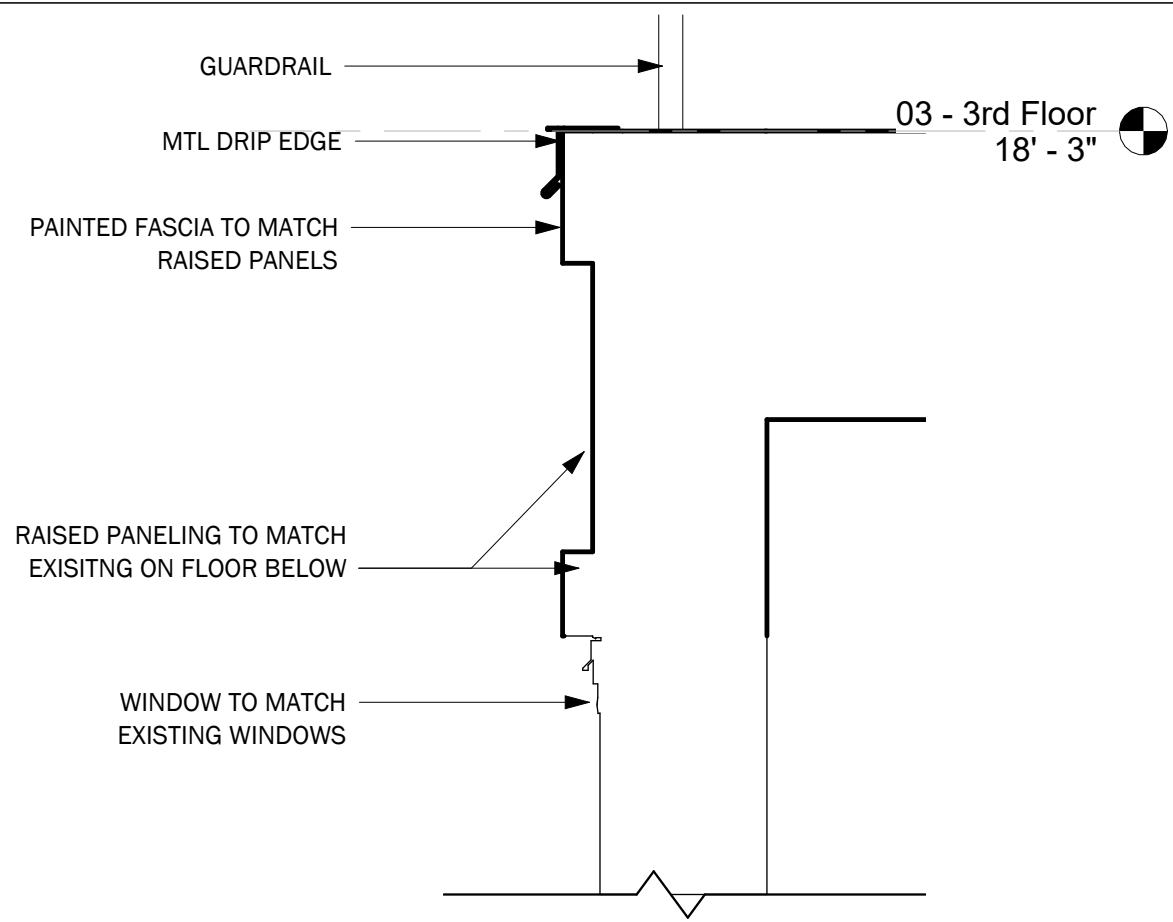 GUARDRAIL
03 - 3rd Floor
18' - 3"
MTL DRIP EDGE
PAINTED FASCIA TO MATCH
RAISED PANELS
RAISED PANELING TO MATCH
EXISITNG ON FLOOR BELOW
WINDOW TO MATCH
EXISTING WINDOWS